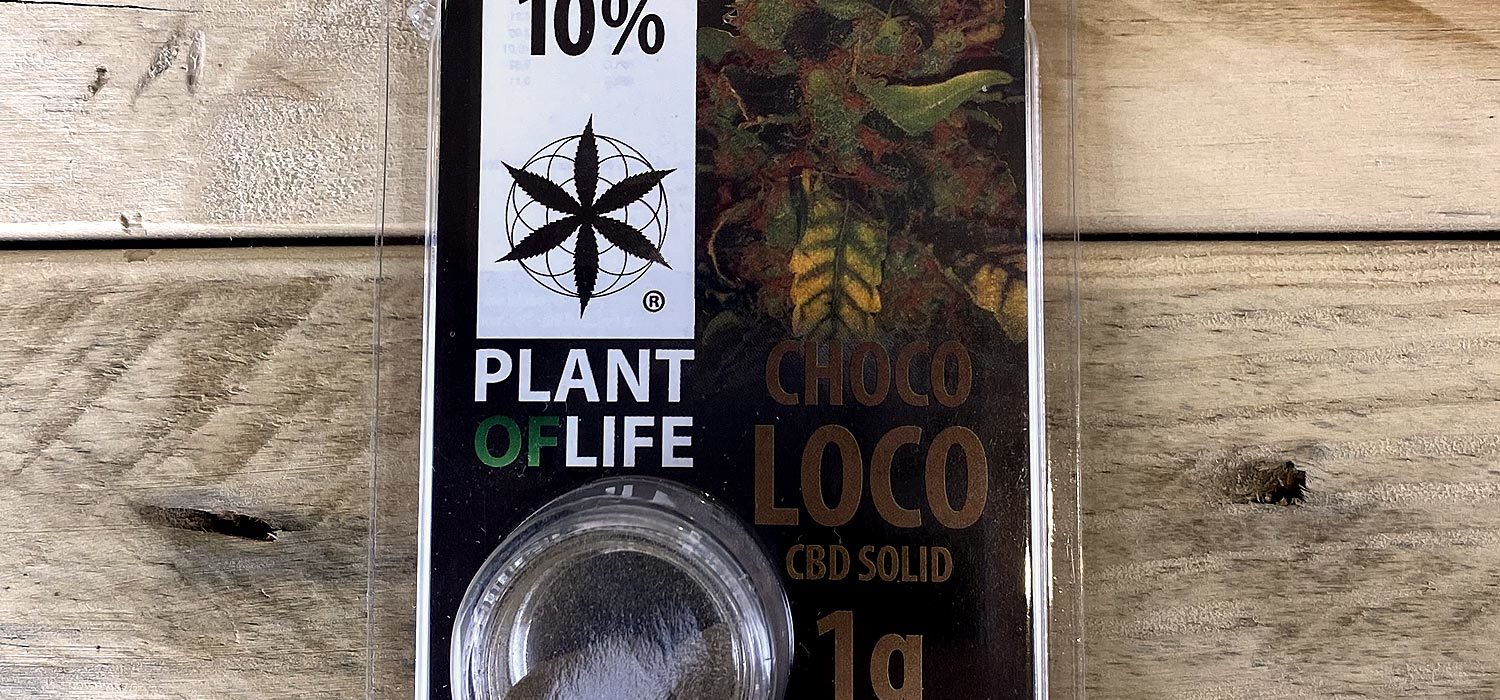 10%
®
PLANT
OFLIFE
CHOCO
LOCO
CBD SOLID
1g